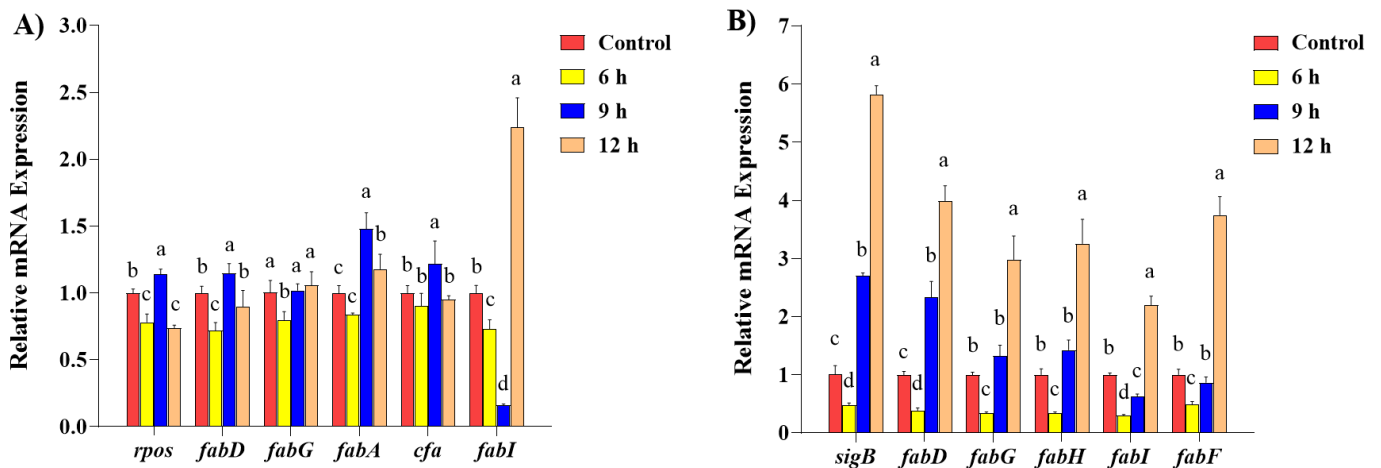 A)
Relative mRNA Expression
3.0
2.5
2.0
1.5
1.0
0.5
0.0
Control
6 h
9 h
12 h
b c a c
b c a b
a b a a
c c a b
b b a b
b c d a
rpos fabD fabG fabA cfa fabI
B)
Relative mRNA Expression
7
6
5
4
3
2
1
0
Control
6 h
9 h
12 h
c d b a
c d b a
b c b a
b c b a
b d c a
b c b a
sigB fabD fabG fabH fabI fabF